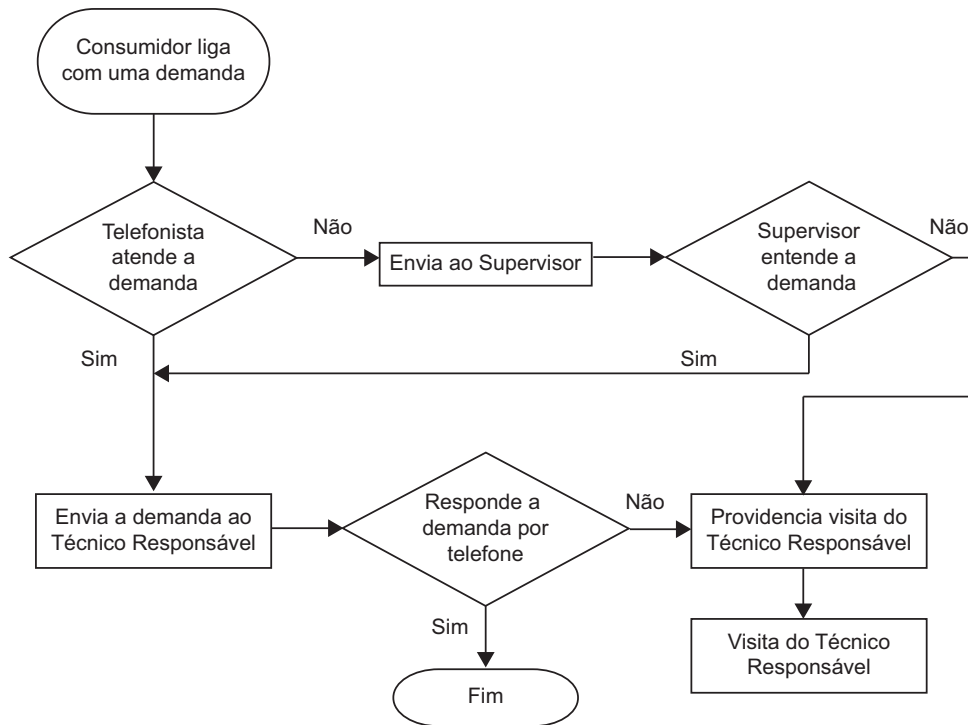 Consumidor liga
com uma demanda
Telefonista
atende a
demanda
Não
Envia ao Supervisor
Supervisor
entende a
demanda
Não
Sim
Sim
Envia a demanda ao
Técnico Responsável
Responde a
demanda por
telefone
Não
Providencia visita do
Técnico Responsável
Sim
Fim
Visita do Técnico
Responsável